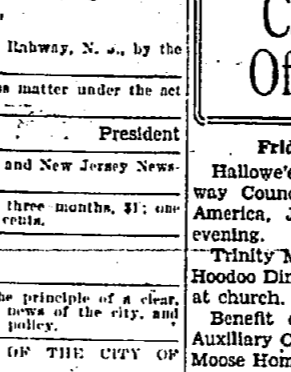 Rahway, N. J., by the
matter under the act
President
and New Jersey News-
three months, $1; one
cents.
the principle of a clear,
news of the city, and
policy.
OF THE CITY OF
C
Of
Frid
Hallowe'e
way Counc
America, J
evening.
Trinity M
Hoodoo Din
at church.
Benefit
Auxiliary C
Moose Hom